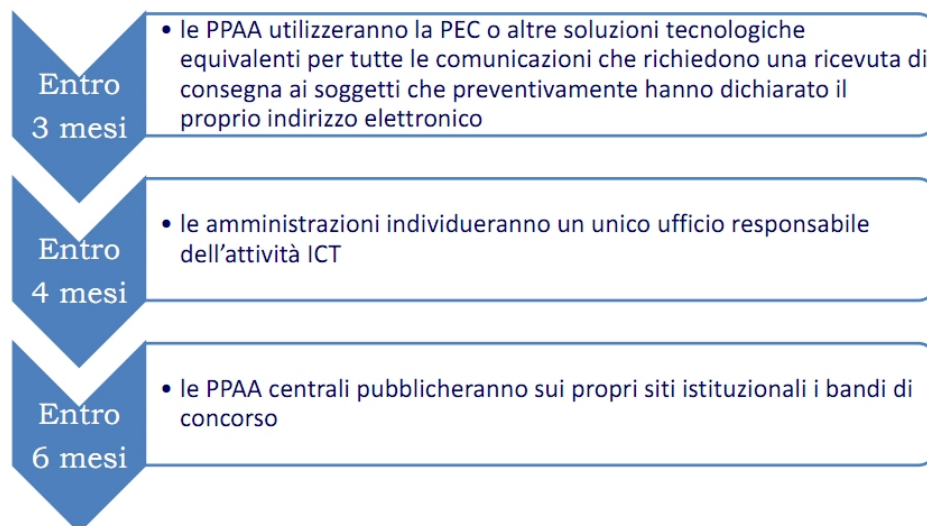 Entro
3 mesi
• le PPAA utilizzeranno la PEC o altre soluzioni tecnologiche
equivalenti per tutte le comunicazioni che richiedono una ricevuta di
consegna ai soggetti che preventivamente hanno dichiarato il
proprio indirizzo elettronico
Entro
4 mesi
• le amministrazioni individueranno un unico ufficio responsabile
dell’attività ICT
Entro
6 mesi
• le PPAA centrali pubblicheranno sui propri siti istituzionali i bandi di
concorso